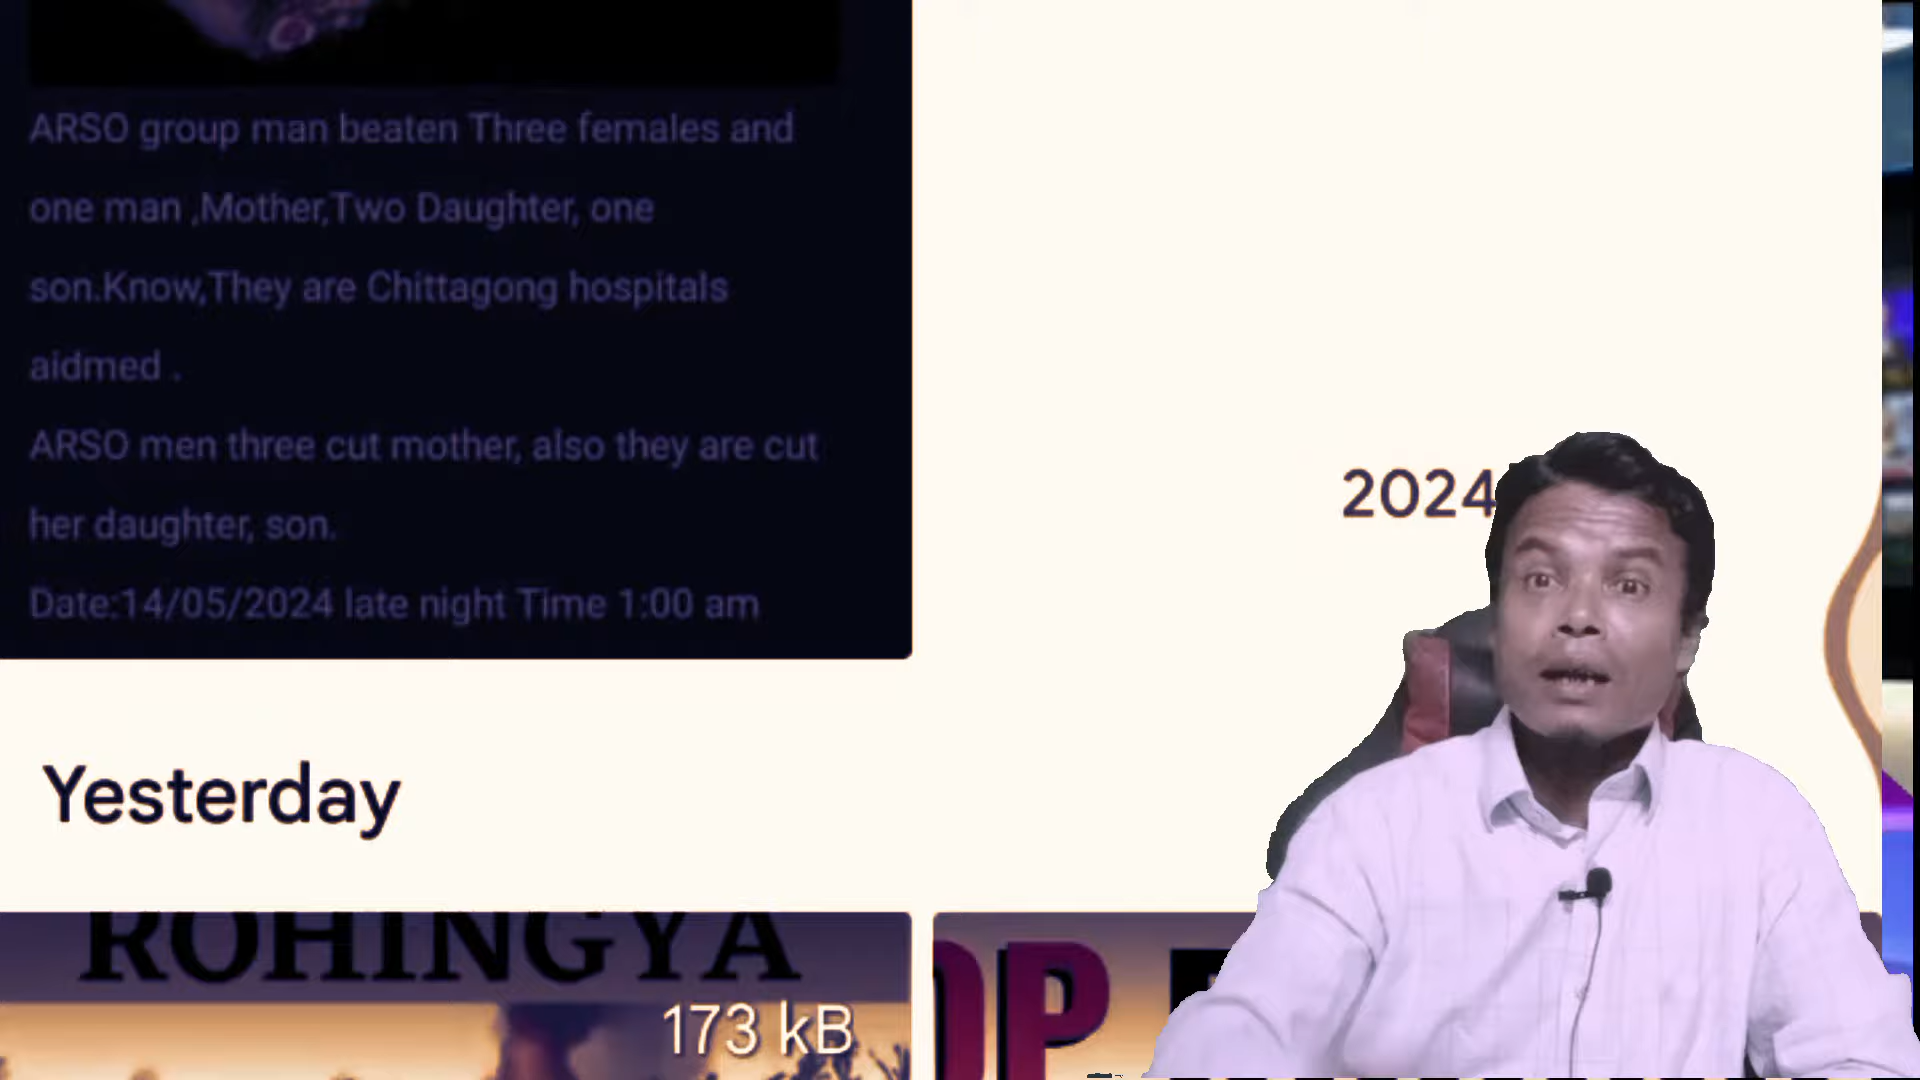 ARSO group man beaten Three females and
one man ,Mother,Two Daughter, one
son.Know,They are Chittagong hospitals
aidmed .
ARSO men three cut mother, also they are cut
her daughter, son.
Date:14/05/2024 late night Time 1:00 am
2024
Yesterday
ROHINGYA
173 kB
OP